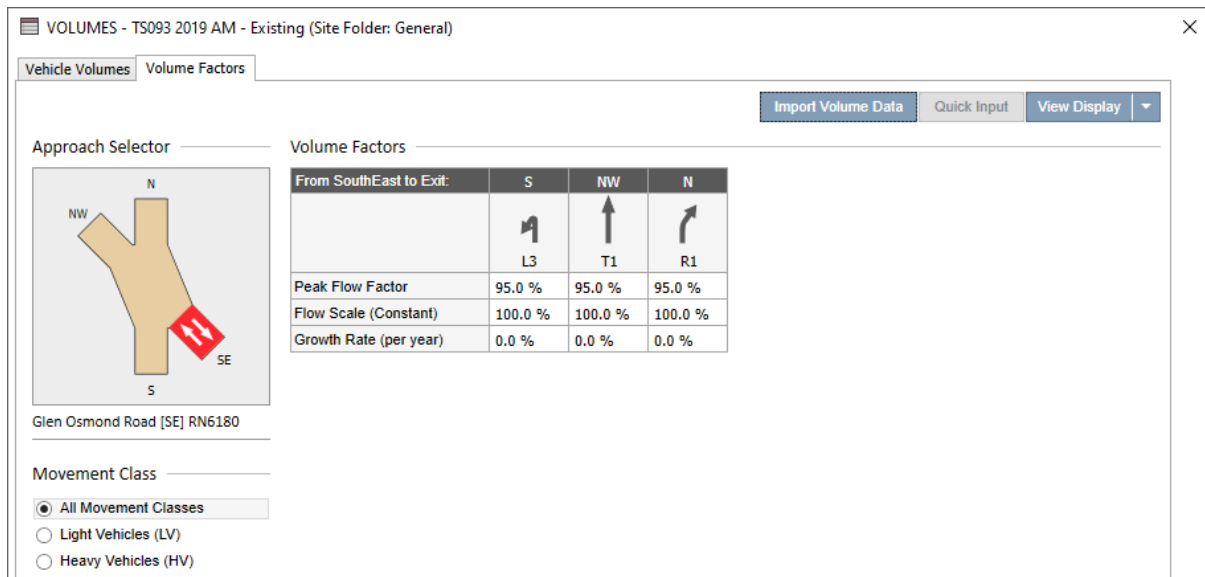 VOLUMES - TS093 2019 AM - Existing (Site Folder: General)
Vehicle Volumes Volume Factors
Import Volume Data Quick Input View Display
Approach Selector
N
NW
SE
S
Glen Osmond Road [SE] RN6180
Movement Class
All Movement Classes
Light Vehicles (LV)
Heavy Vehicles (HV)
Volume Factors
From SouthEast to Exit: S NW N
L3 T1 R1
Peak Flow Factor 95.0 % 95.0 % 95.0 %
Flow Scale (Constant) 100.0 % 100.0 % 100.0 %
Growth Rate (per year) 0.0 % 0.0 % 0.0 %